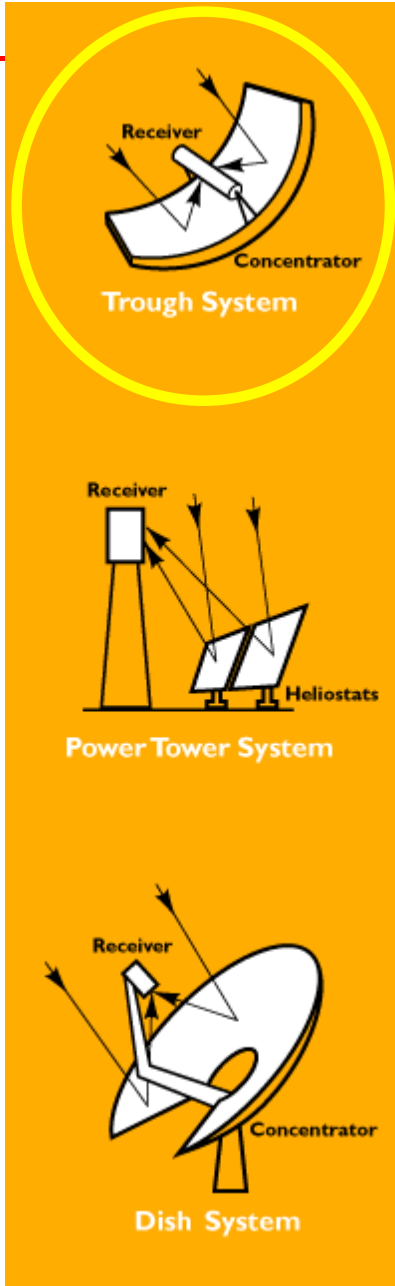 Receiver
Concentrator
Trough System
Receiver
Heliostats
Power Tower System
Receiver
Concentrator
Dish System